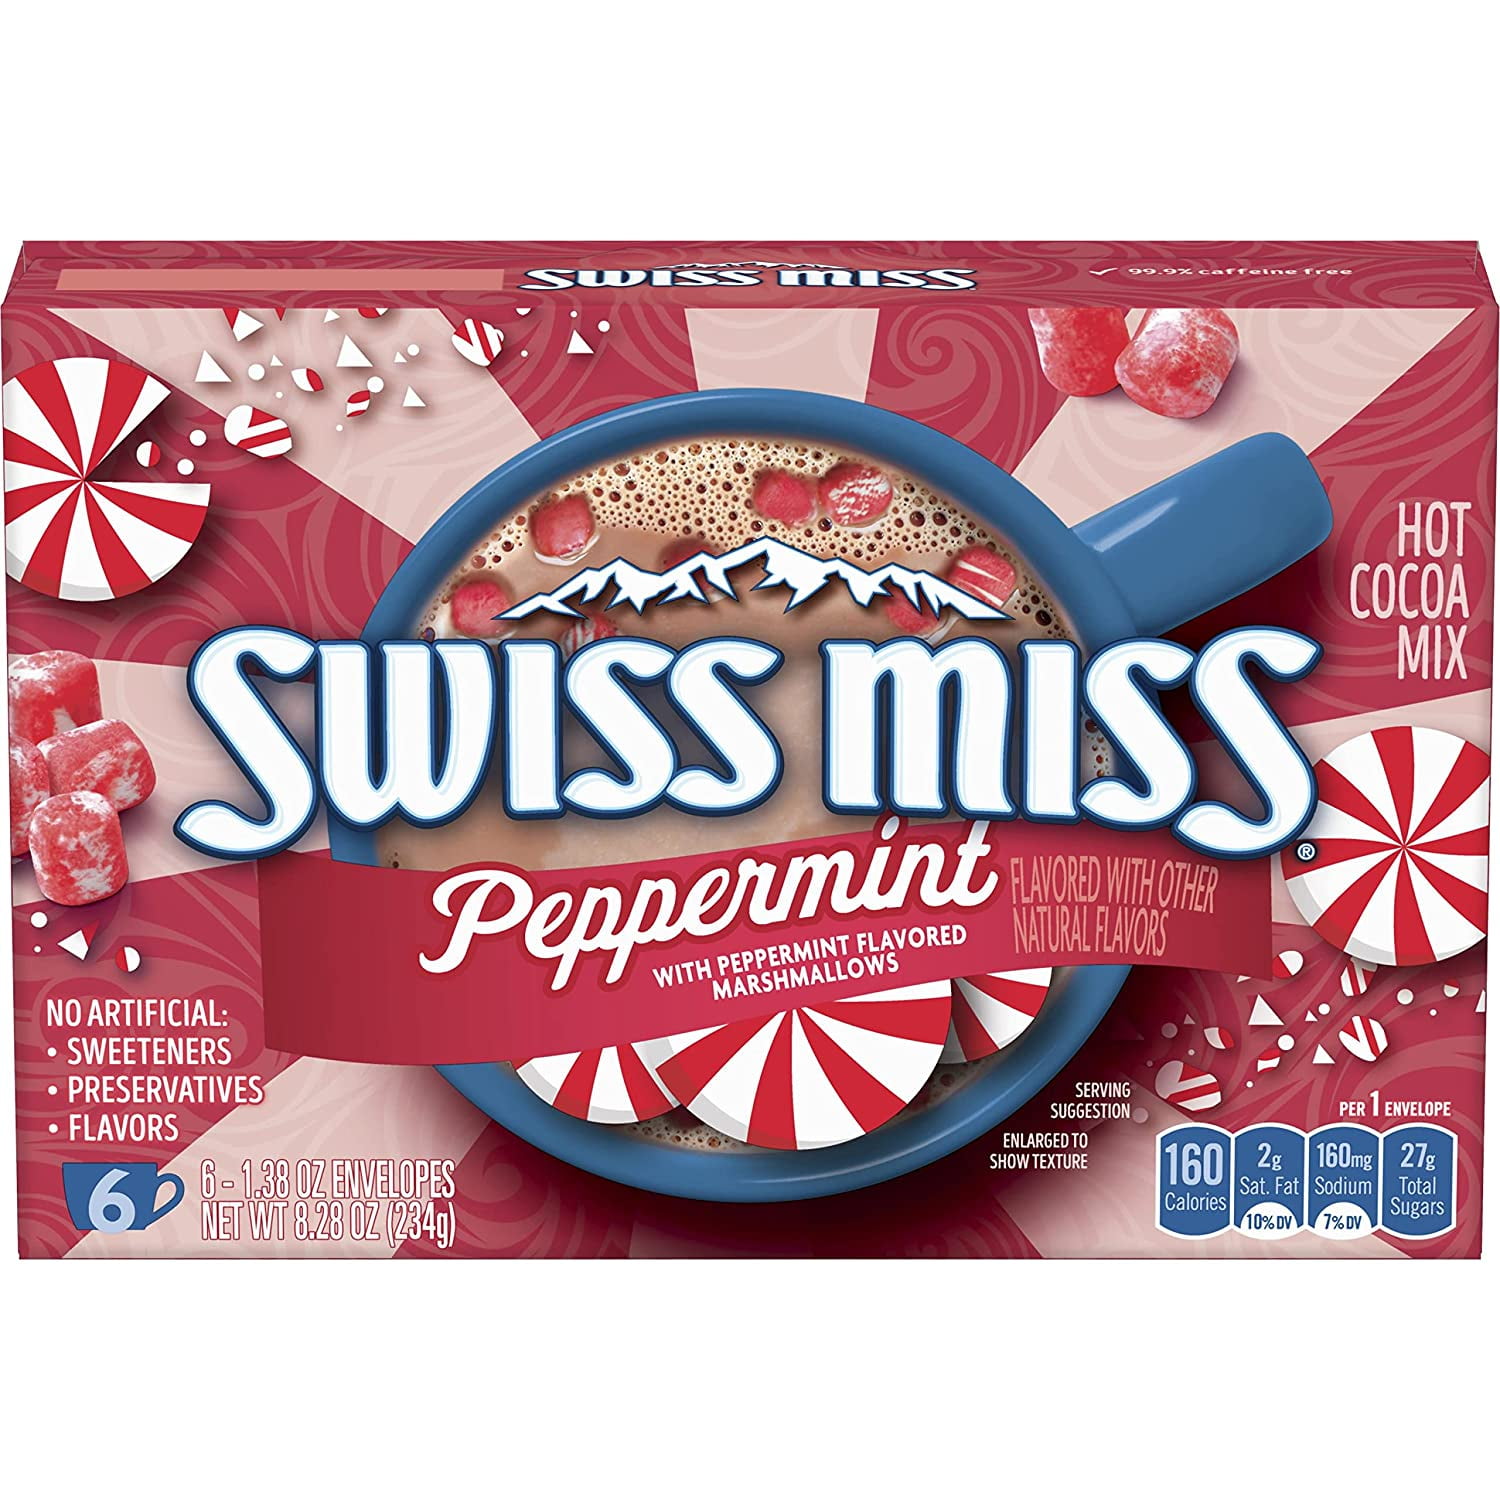 SWISS MISS
✓ 99.9% caffeine free
HOT
COCOA
MIX
SWISS MISS®
Peppermint
FLAVORED WITH OTHER
NATURAL FLAVORS
WITH PEPPERMINT FLAVORED
MARSHMALLOWS
NO ARTIFICIAL:
• SWEETENERS
• PRESERVATIVES
• FLAVORS
6
6 - 1.38 OZ ENVELOPES
NET WT 8.28 OZ (234g)
SERVING
SUGGESTION
ENLARGED TO
SHOW TEXTURE
PER 1 ENVELOPE
160
Calories
2g
Sat. Fat
10% DV
160mg
Sodium
7% DV
27g
Total
Sugars